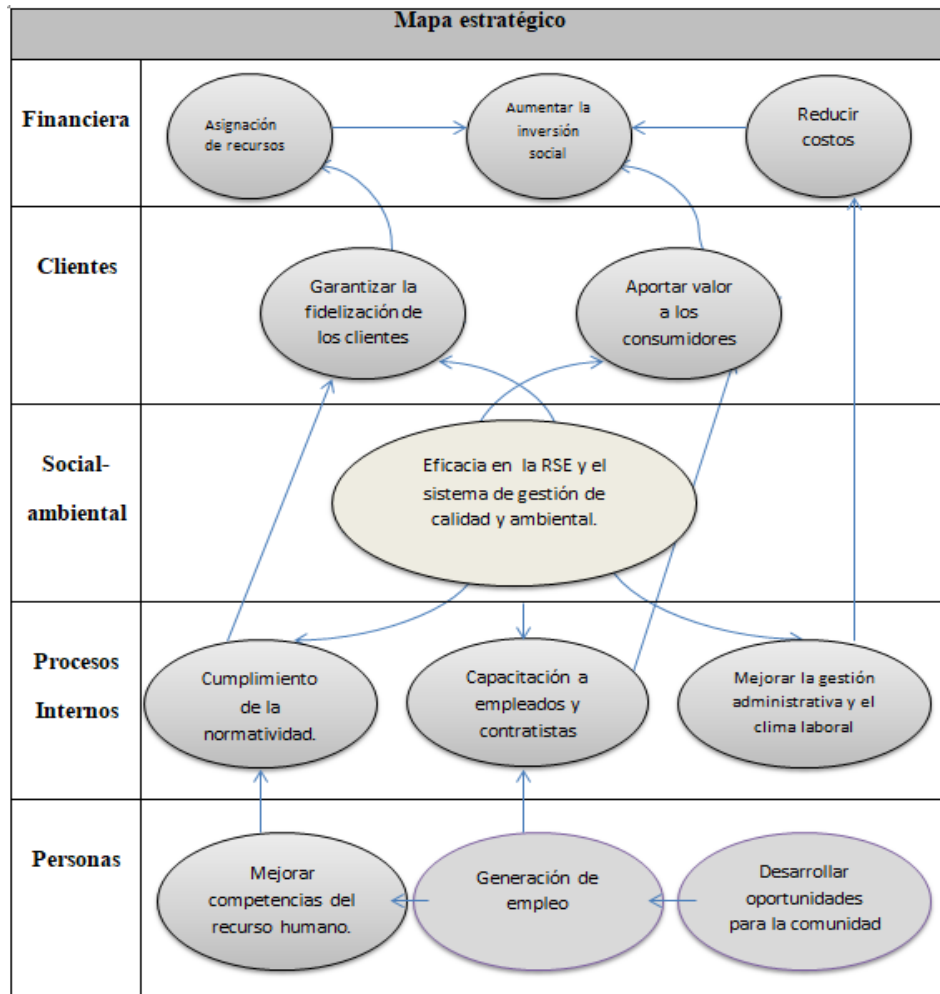 Mapa estratégico
Financiera
Asignación
de recursos
Aumentar la
inversión
social
Reducir
costos
Clientes
Garantizar la
fidelización de
los clientes
Aportar valor
a los
consumidores
Social-
ambiental
Eficacia en la RSE y el
sistema de gestión de
calidad y ambiental.
Procesos
Internos
Cumplimiento
de la
normatividad.
Capacitación a
empleados y
contratistas
Mejorar la gestión
administrativa y el
clima laboral
Personas
Mejorar
competencias del
recurso humano.
Generación de
empleo
Desarrollar
oportunidades
para la comunidad